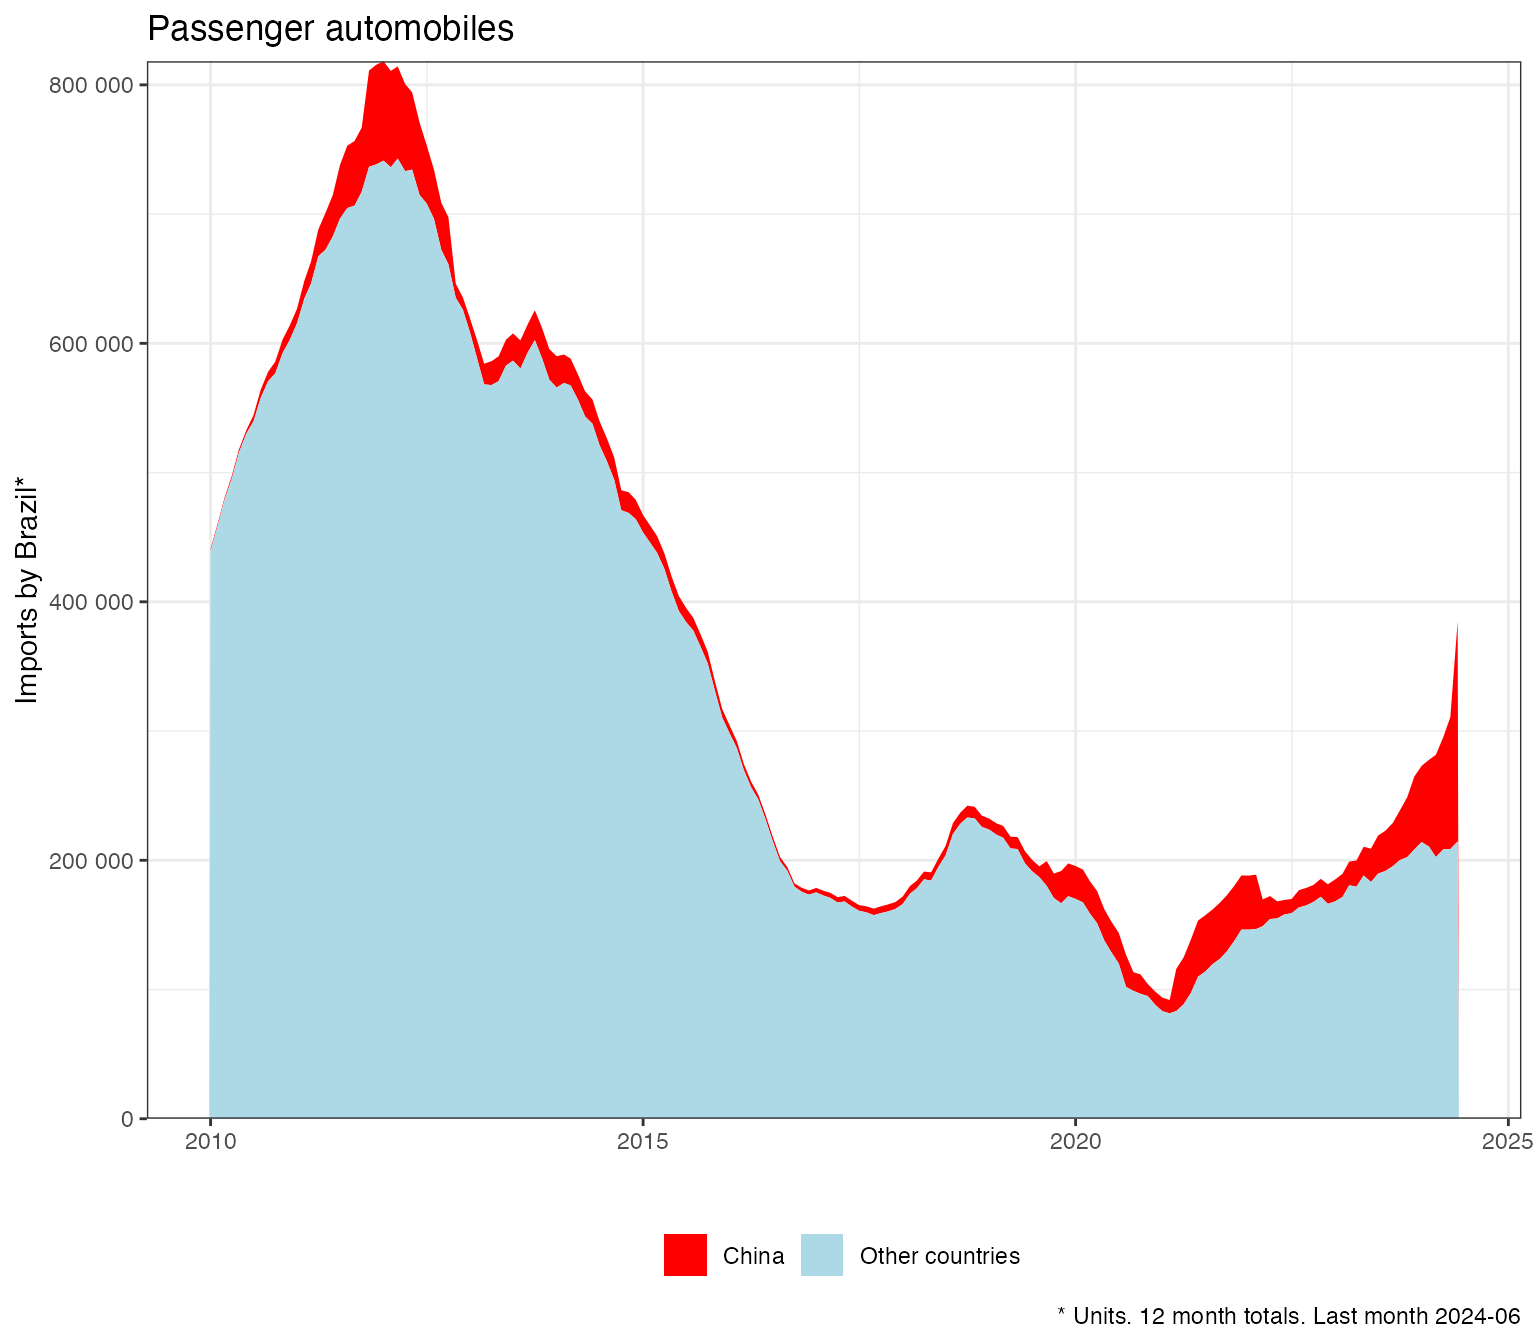 Passenger automobiles
Imports by Brazil*
800 000
600 000
400 000
200 000
0
2010 2015 2020 2025
China Other countries
* Units. 12 month totals. Last month 2024-06